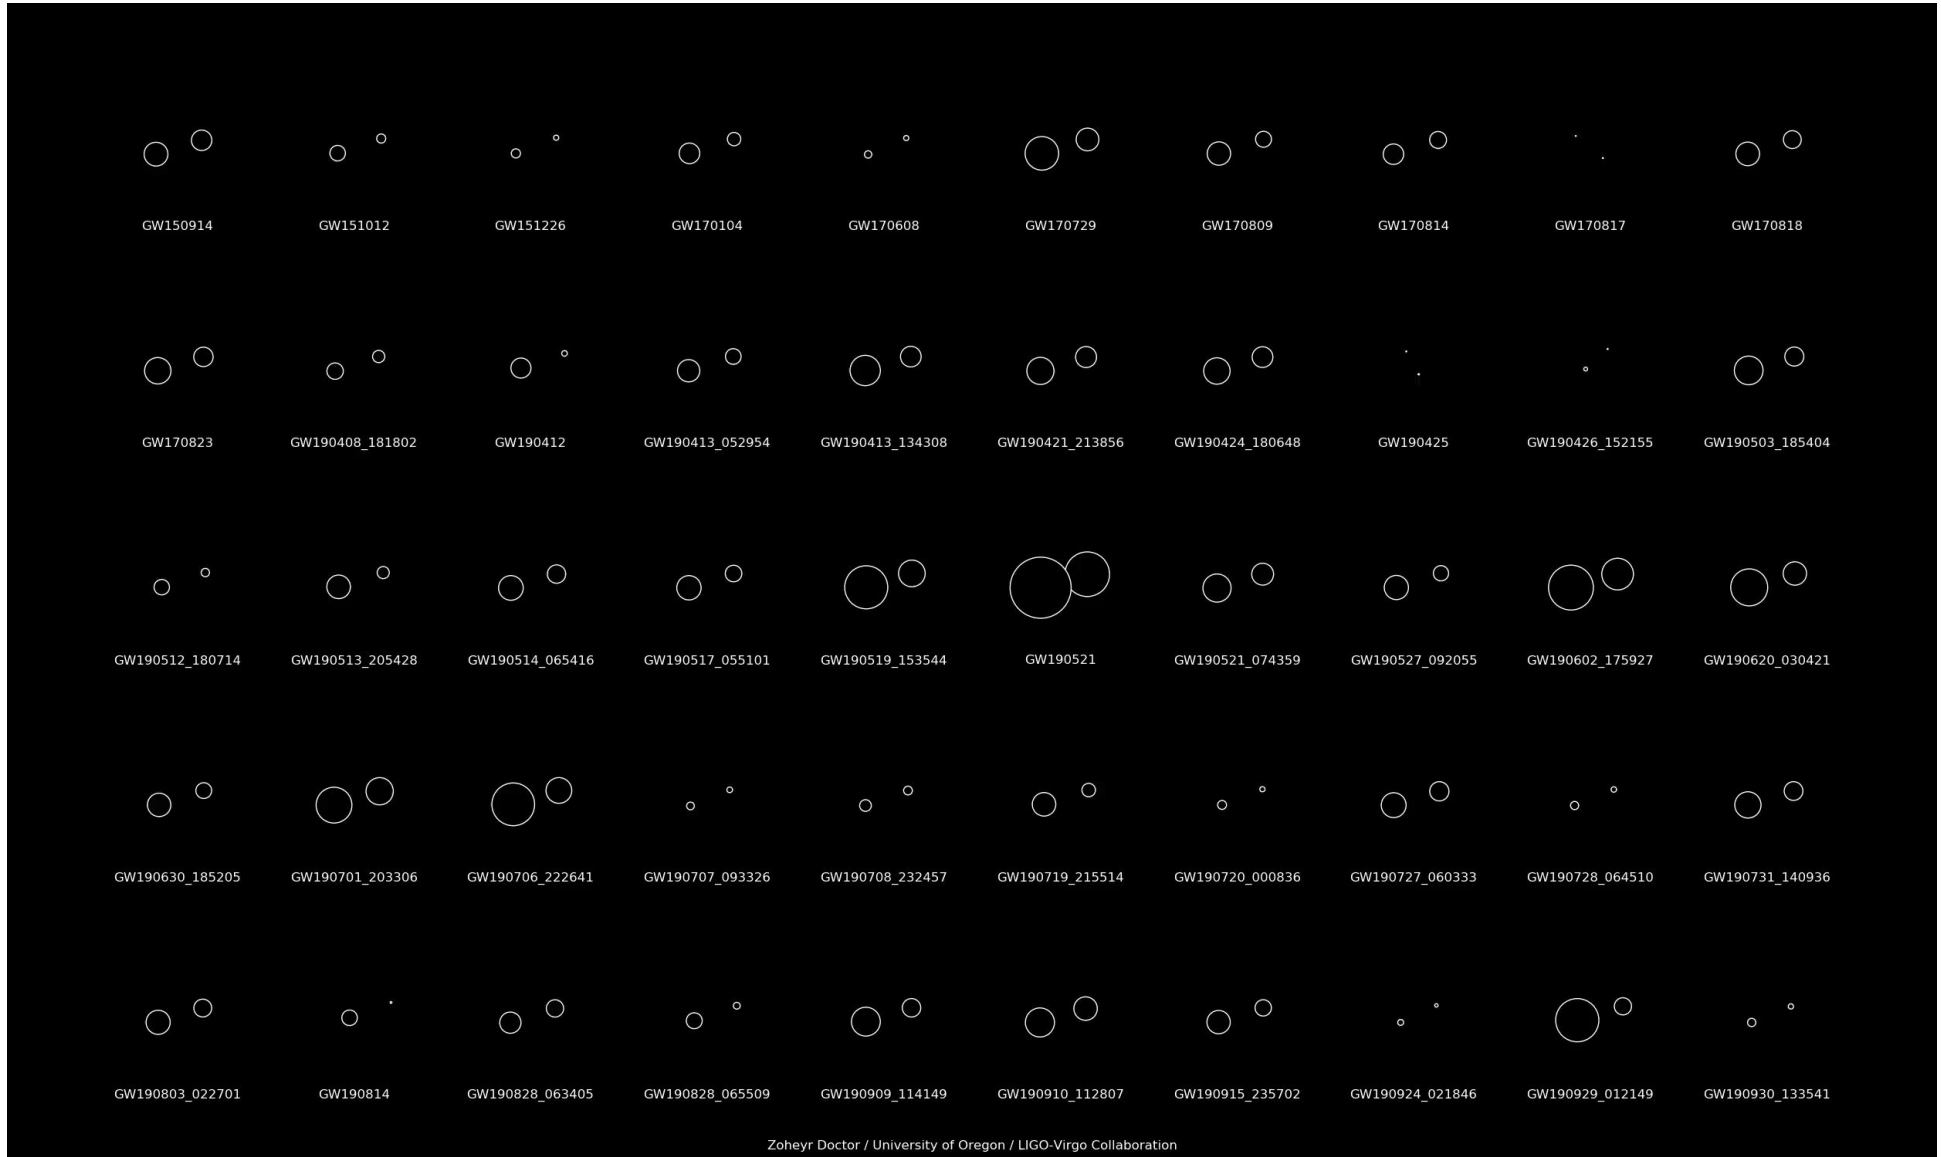 GW150914 GW151012 GW151226 GW170104 GW170608 GW170729 GW170809 GW170814 GW170817 GW170818
GW170823 GW190408_181802 GW190412 GW190413_052954 GW190413_134308 GW190421_213856 GW190424_180648 GW190425 GW190426_152155 GW190503_185404
GW190512_180714 GW190513_205428 GW190514_065416 GW190517_055101 GW190519_153544 GW190521 GW190521_074359 GW190527_092055 GW190602_175927 GW190620_030421
GW190630_185205 GW190701_203306 GW190706_222641 GW190707_093326 GW190708_232457 GW190719_215514 GW190720_000836 GW190727_060333 GW190728_064510 GW190731_140936
GW190803_022701 GW190814 GW190828_063405 GW190828_065509 GW190909_114149 GW190910_112807 GW190915_235702 GW190924_021846 GW190929_012149 GW190930_133541
Zoheyr Doctor / University of Oregon / LIGO-Virgo Collaboration